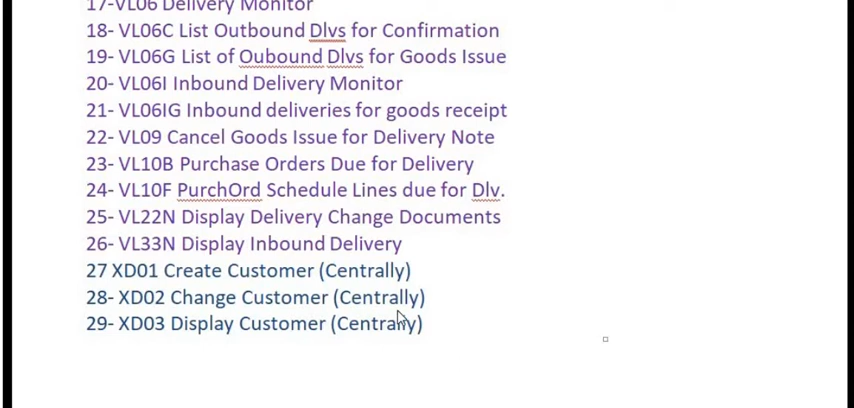 17-VL06 Delivery Monitor
18- VL06C List Outbound Dlvs for Confirmation
19- VL06G List of Oubound Dlvs for Goods Issue
20- VL06I Inbound Delivery Monitor
21- VL06IG Inbound deliveries for goods receipt
22- VL09 Cancel Goods Issue for Delivery Note
23- VL10B Purchase Orders Due for Delivery
24- VL10F PurchOrd Schedule Lines due for Dlv.
25- VL22N Display Delivery Change Documents
26- VL33N Display Inbound Delivery
27 XD01 Create Customer (Centrally)
28- XD02 Change Customer (Centrally)
29- XD03 Display Customer (Centrally)